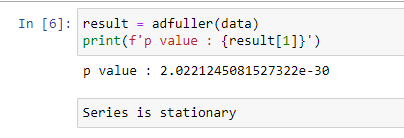 In [6]: result = adfuller(data)
print(f'p value : {result[1]}')
p value : 2.0221245081527322e-30
Series is stationary